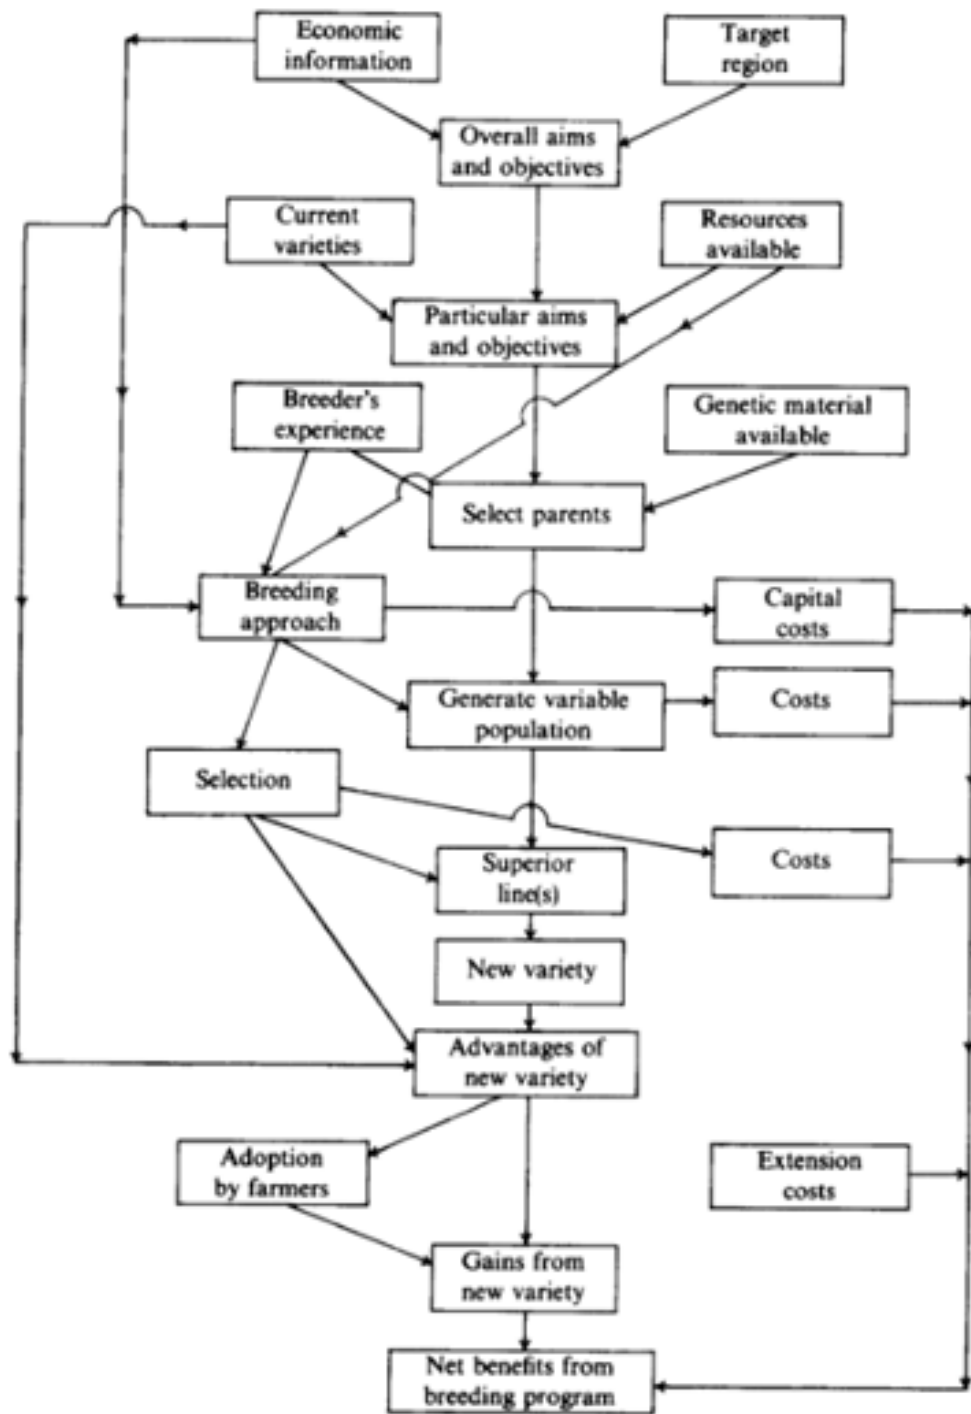 Economic
information
Target
region
Overall aims
and objectives
Current
varieties
Resources
available
Particular aims
and objectives
Breeder's
experience
Genetic material
available
Select parents
Breeding
approach
Capital
costs
Generate variable
population
Costs
Selection
Costs
Superior
line(s)
New variety
Advantages of
new variety
Adoption
by farmers
Extension
costs
Gains from
new variety
Net benefits from
breeding program